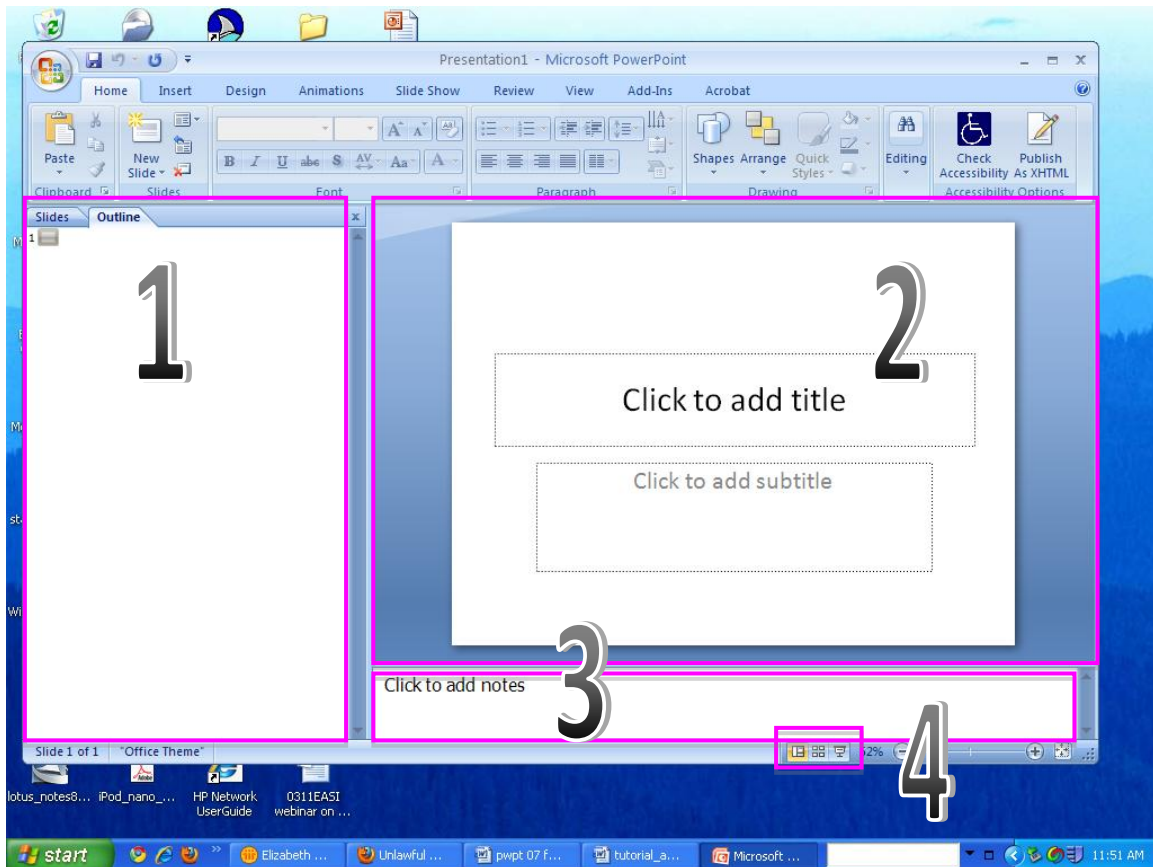 Presentation1 - Microsoft PowerPoint
Home Insert Design Animations Slide Show Review View Add-Ins Acrobat
Paste
New Slide
B I U abe S AV Aa A
Shapes Arrange Quick Styles
Editing
Check Accessibility
Publish As XHTML
Clipboard Slides Font Paragraph Drawing Accessibility Options
Slides Outline
1
1
2
Click to add title
Click to add subtitle
3
Click to add notes
4
Slide 1 of 1 "Office Theme"
lotus_notes8... iPod_nano_... HP Network UserGuide 0311EASI webinar on ...
start Elizabeth ... Unlawful ... pwpt 07 f... tutorial_a... Microsoft ... 11:51 AM